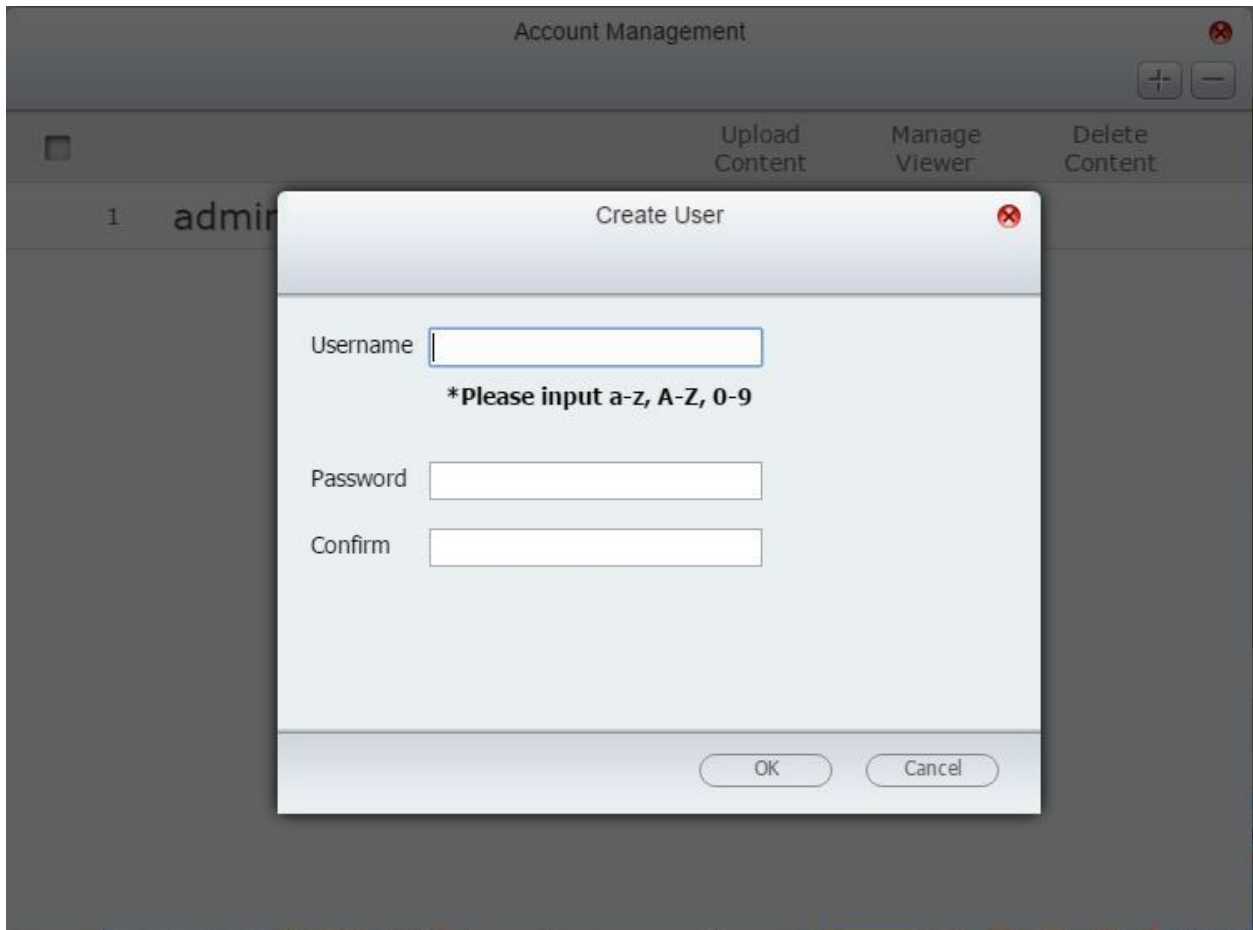 Account Management
Upload Manage Delete
Content Viewer Content
1 admin
Create User
Username
*Please input a-z, A-Z, 0-9
Password
Confirm
OK Cancel